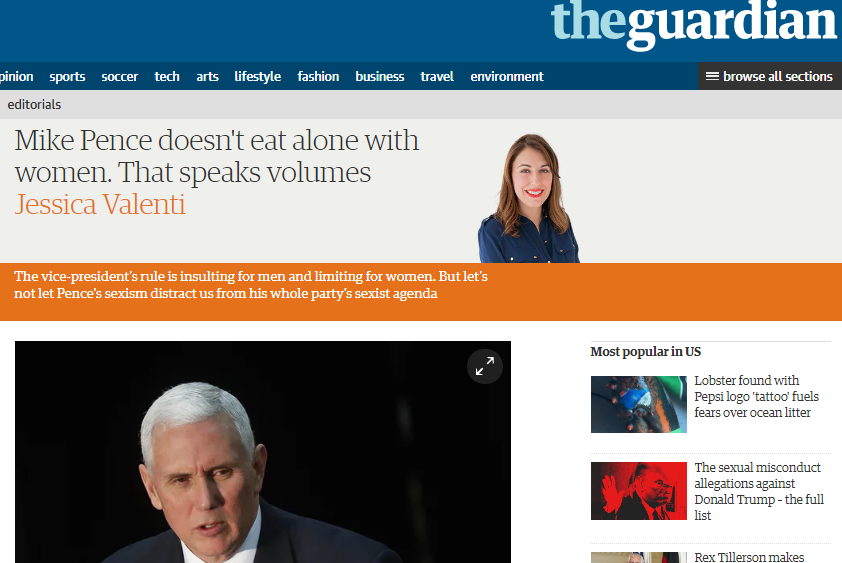 theguardian
pinion sports soccer tech arts lifestyle fashion business travel environment browse all sections
editorials
Mike Pence doesn't eat alone with
women. That speaks volumes
Jessica Valenti
The vice-president's rule is insulting for men and limiting for women. But let's
not let Pence's sexism distract us from his whole party's sexist agenda
Most popular in US
Lobster found with
Pepsi logo 'tattoo' fuels
fears over ocean litter
The sexual misconduct
allegations against
Donald Trump – the full
list
Rex Tillerson makes